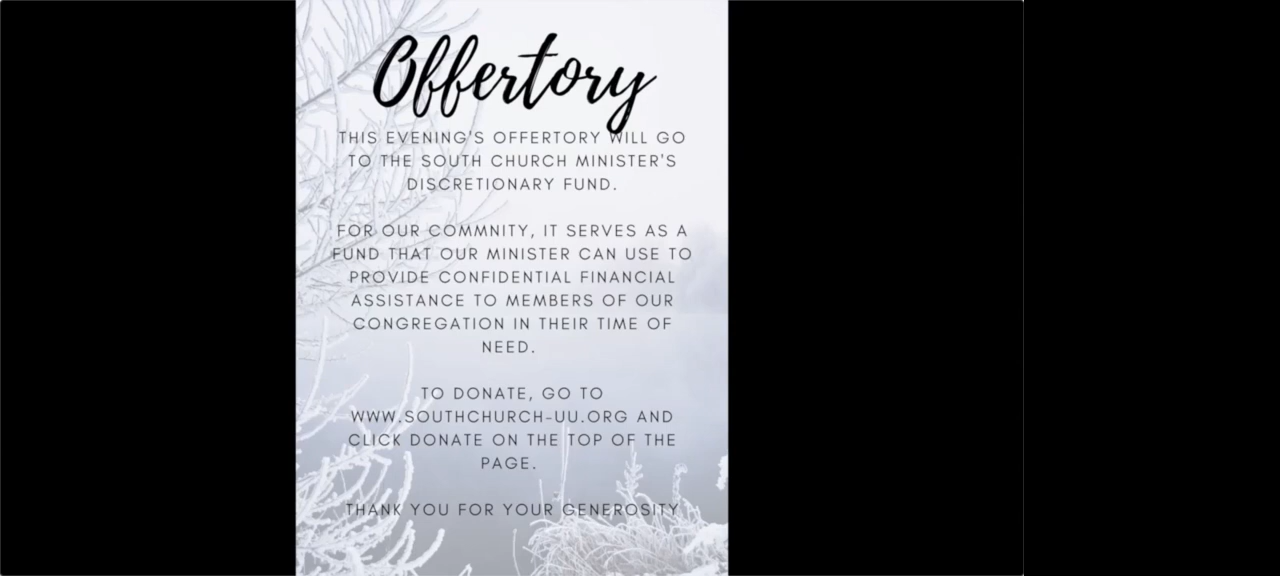 Offertory
THIS EVENING'S OFFERTORY WILL GO
TO THE SOUTH CHURCH MINISTER'S
DISCRETIONARY FUND.
FOR OUR COMMNITY, IT SERVES AS A
FUND THAT OUR MINISTER CAN USE TO
PROVIDE CONFIDENTIAL FINANCIAL
ASSISTANCE TO MEMBERS OF OUR
CONGREGATION IN THEIR TIME OF
NEED.
TO DONATE, GO TO
WWW.SOUTHCHURCH-UU.ORG AND
CLICK DONATE ON THE TOP OF THE
PAGE.
THANK YOU FOR YOUR GENEROSITY